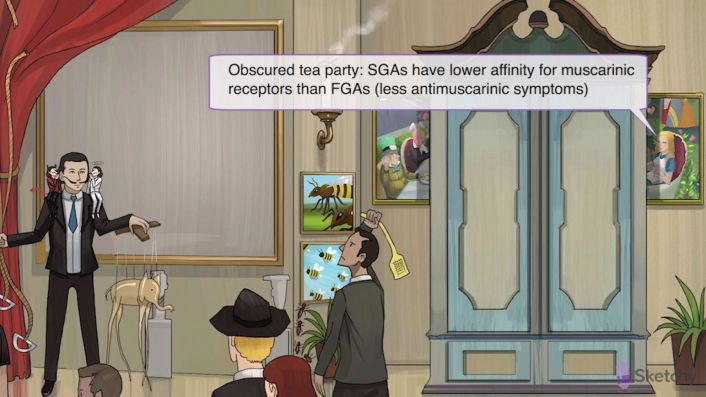 Obscured tea party: SGAs have lower affinity for muscarinic
receptors than FGAs (less antimuscarinic symptoms)
Sketchy